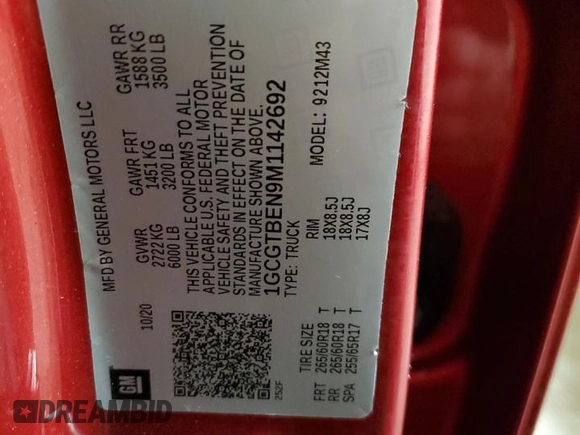 MFD BY GENERAL MOTORS LLC
10/20
GVWR
2722 KG
6000 LB
GAWR FRT
1451 KG
3200 LB
GAWR RR
1588 KG
3500 LB
THIS VEHICLE CONFORMS TO ALL
APPLICABLE U.S. FEDERAL MOTOR
VEHICLE SAFETY AND THEFT PREVENTION
STANDARDS IN EFFECT ON THE DATE OF
MANUFACTURE SHOWN ABOVE.
1GCGTBEN9M1142692
TYPE: TRUCK
MODEL: 9212M43
TIRE SIZE RIM
FRT 265/60R18 T 18X8.5J
RR 265/60R18 T 18X8.5J
SPA 255/65R17 T 17X8J
GM
252F
DREAMBID